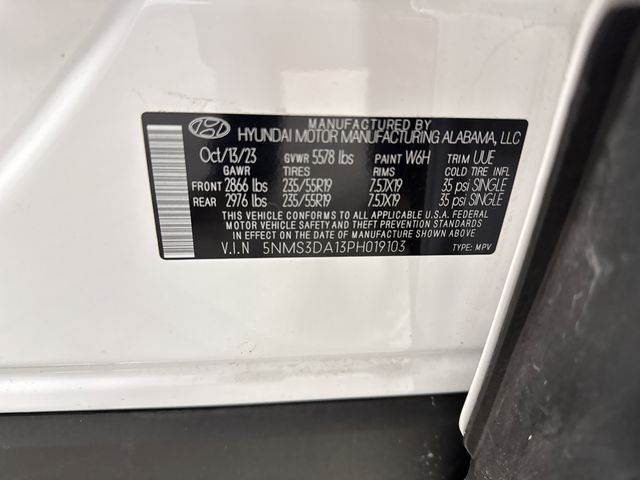 MANUFACTURED BY
HYUNDAI MOTOR MANUFACTURING ALABAMA, LLC
Oct/13/23 GVWR 5578 lbs PAINT W6H TRIM UUE
GAWR TIRES RIMS COLD TIRE INFL
FRONT 2866 lbs 235/55R19 7.5JX19 35 psi SINGLE
REAR 2976 lbs 235/55R19 7.5JX19 35 psi SINGLE
THIS VEHICLE CONFORMS TO ALL APPLICABLE U.S.A. FEDERAL
MOTOR VEHICLE SAFETY AND THEFT PREVENTION STANDARDS
IN EFFECT ON THE DATE OF MANUFACTURE SHOWN ABOVE
V.I.N 5NMS3DA13PH019103 TYPE: MPV